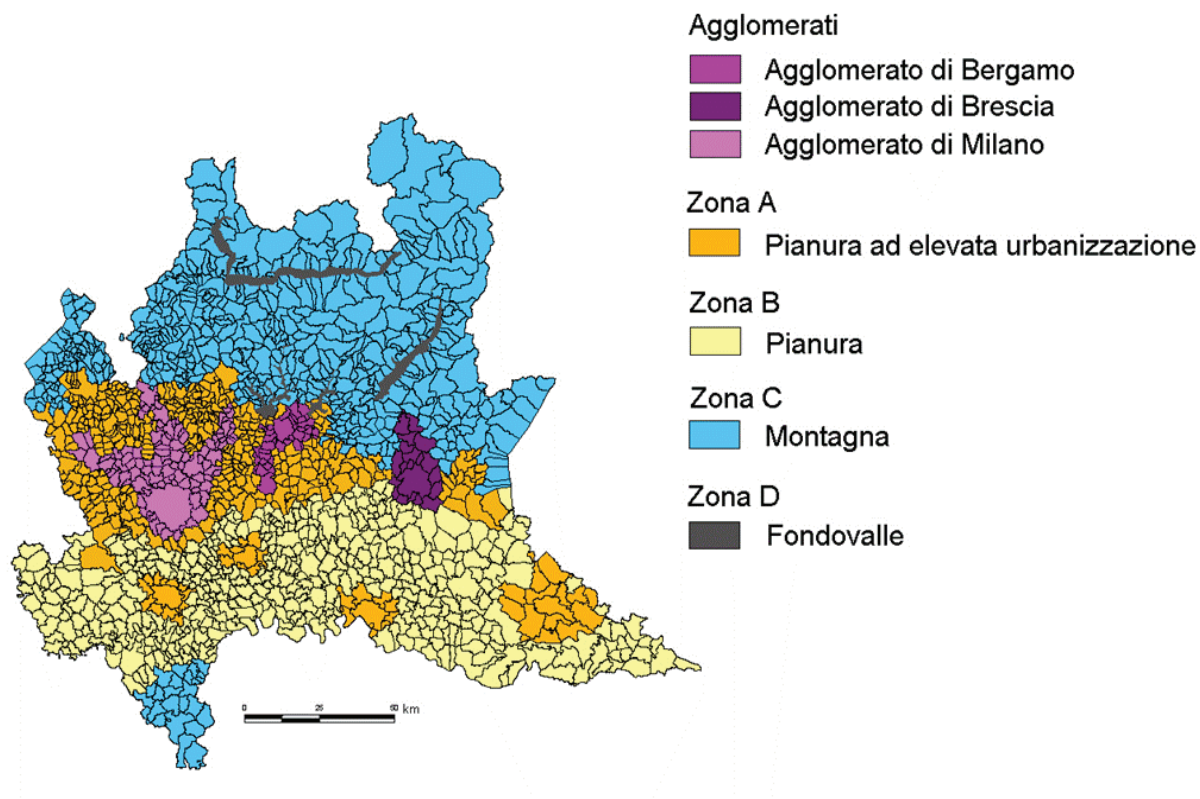 Agglomerati
Agglomerato di Bergamo
Agglomerato di Brescia
Agglomerato di Milano
Zona A
Pianura ad elevata urbanizzazione
Zona B
Pianura
Zona C
Montagna
Zona D
Fondovalle
0 25 50 km